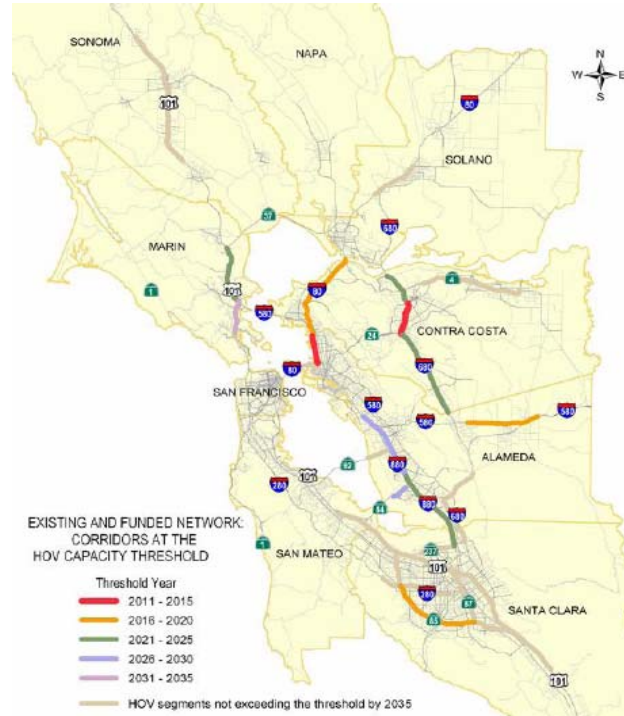 SONOMA
NAPA
N
W E
S
101
80
SOLANO
37
680
MARIN
80
4
1
101
580
CONTRA COSTA
24
80
680
SAN FRANCISCO
580
580
580
880
ALAMEDA
92
101
280
84
880
680
EXISTING AND FUNDED NETWORK:
CORRIDORS AT THE
HOV CAPACITY THRESHOLD
1
SAN MATEO
237
101
Threshold Year
280
87
2011 - 2015
SANTA CLARA
2016 - 2020
85
2021 - 2025
2026 - 2030
101
2031 - 2035
HOV segments not exceeding the threshold by 2035